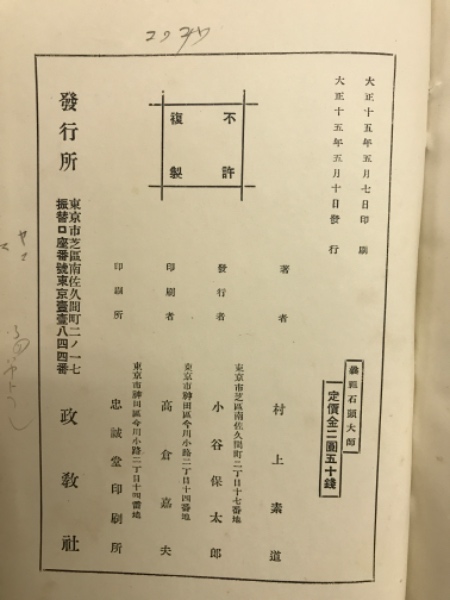 大正十五年五月七日印刷
大正十五年五月十日發行
石頭大師
定價金二圓五十錢
不許
複製
著者
村上素道
發行者
東京市芝區南佐久間町二丁目十七番地
小谷保太郎
印刷者
東京市神田區今川小路二丁目十四番地
高倉嘉夫
印刷所
東京市神田區今川小路二丁目十四番地
忠誠堂印刷所
發行所
東京市芝區南佐久間町二ノ一七
振替口座番號東京壹壹八四四番
政敎社